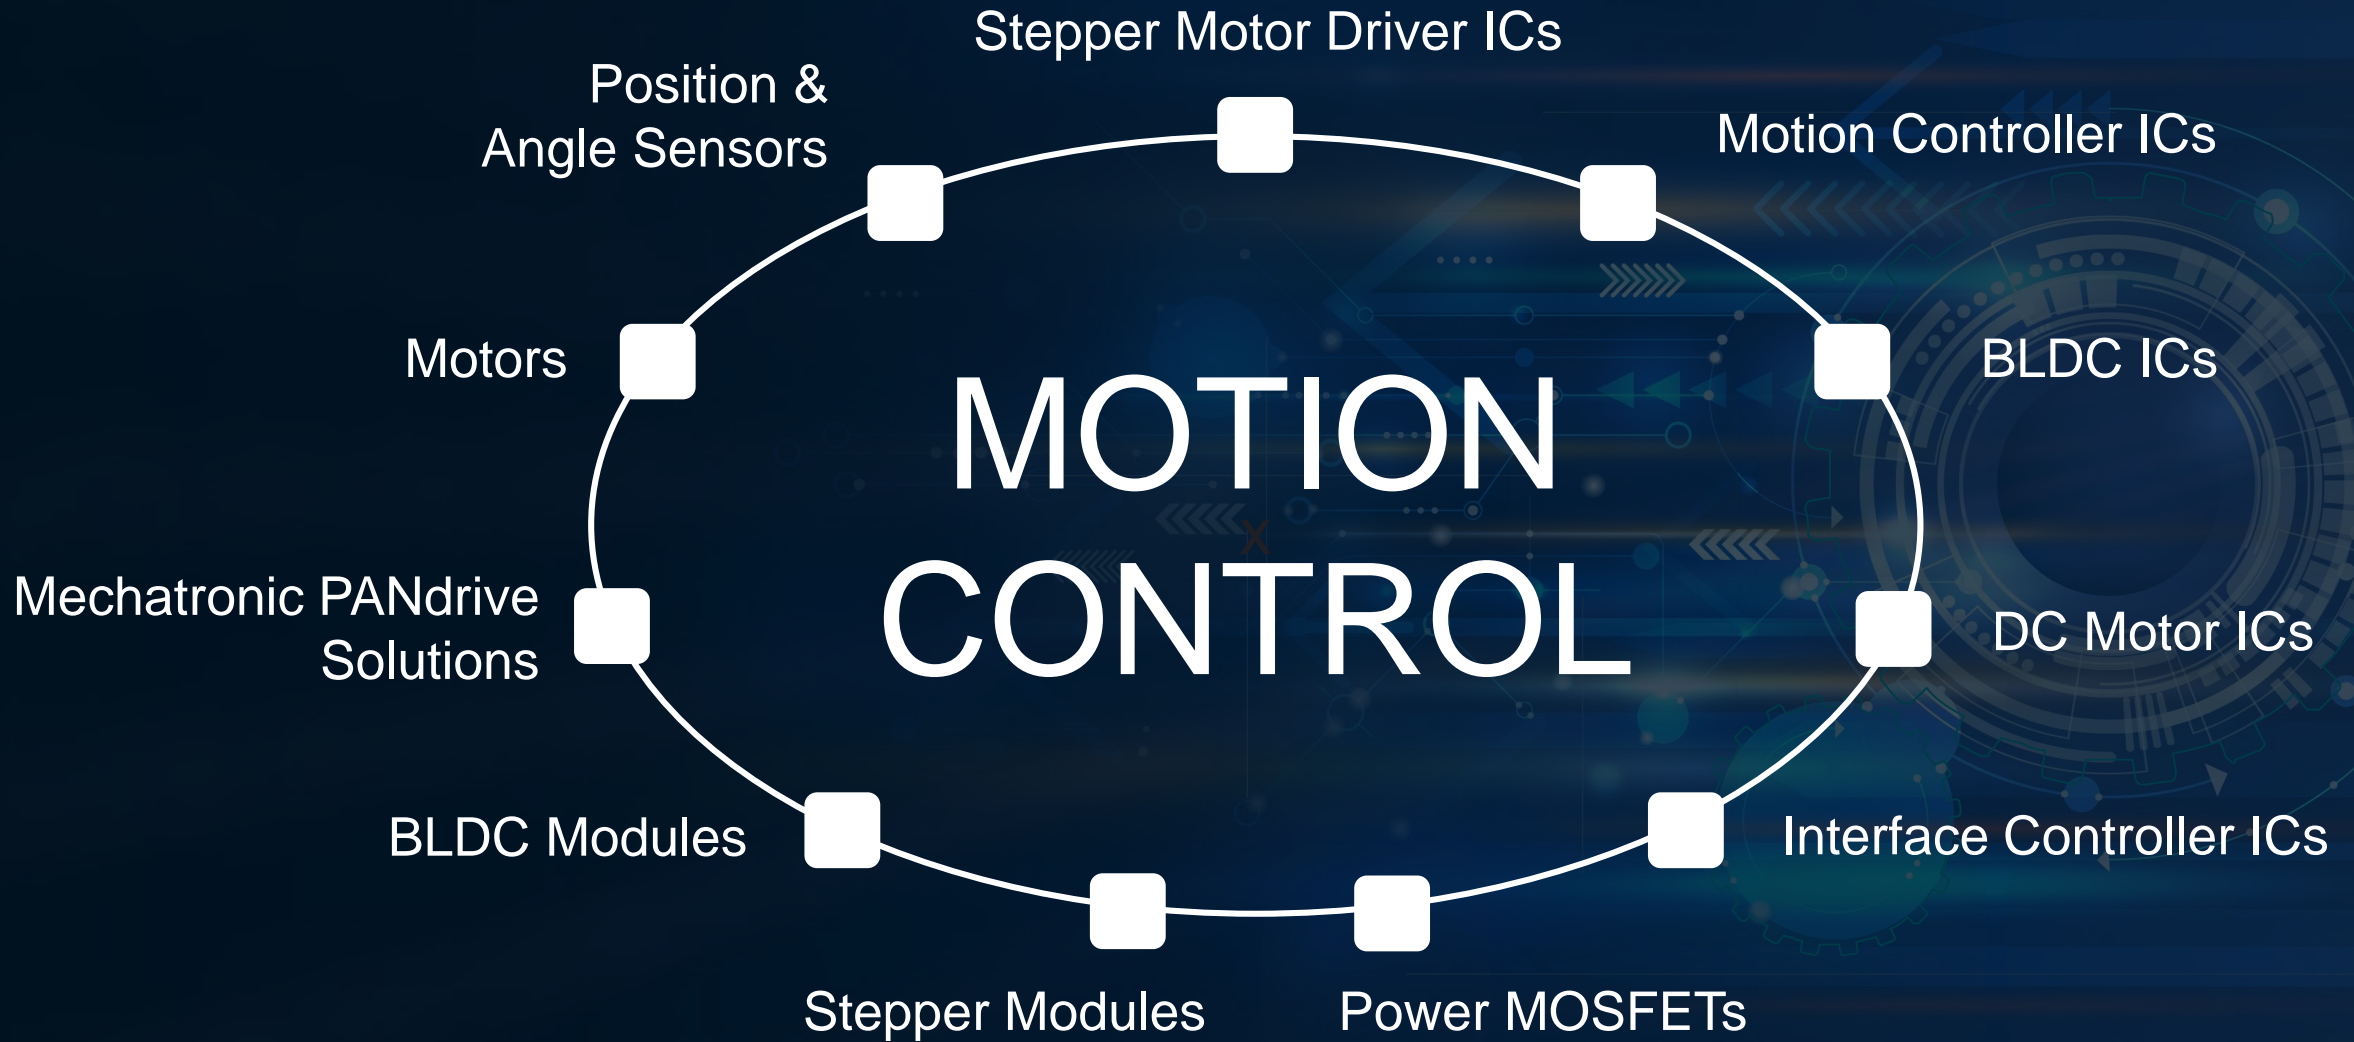 Stepper Motor Driver ICs
Position &
Angle Sensors
Motion Controller ICs
Motors
BLDC ICs
MOTION
CONTROL
Mechatronic PANdrive
Solutions
DC Motor ICs
BLDC Modules
Interface Controller ICs
Stepper Modules
Power MOSFETs
X